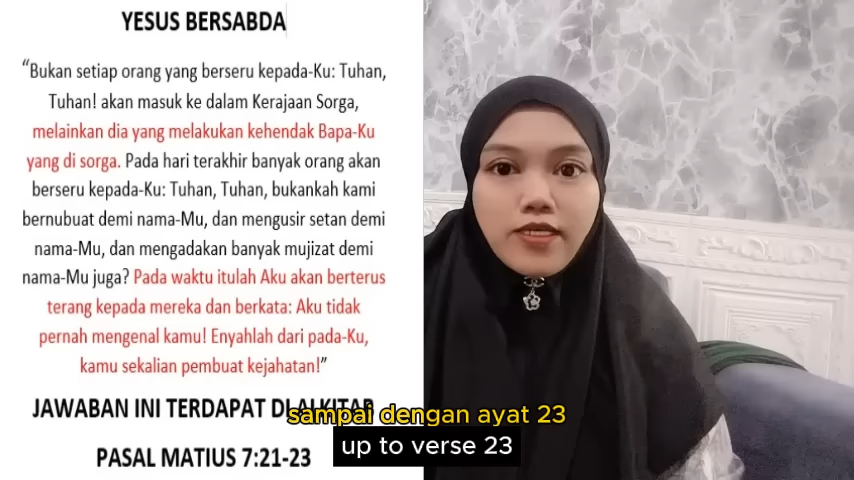 YESUS BERSABDA
“Bukan setiap orang yang berseru kepada-Ku: Tuhan,
Tuhan! akan masuk ke dalam Kerajaan Sorga,
melainkan dia yang melakukan kehendak Bapa-Ku
yang di sorga. Pada hari terakhir banyak orang akan
berseru kepada-Ku: Tuhan, Tuhan, bukankah kami
bernubuat demi nama-Mu, dan mengusir setan demi
nama-Mu, dan mengadakan banyak mujizat demi
nama-Mu juga? Pada waktu itulah Aku akan berterus
terang kepada mereka dan berkata: Aku tidak
pernah mengenal kamu! Enyahlah dari pada-Ku,
kamu sekalian pembuat kejahatan!”
JAWABAN INI TERDAPAT DI ALKITAB
PASAL MATIUS 7:21-23
sampai dengan ayat 23
up to verse 23